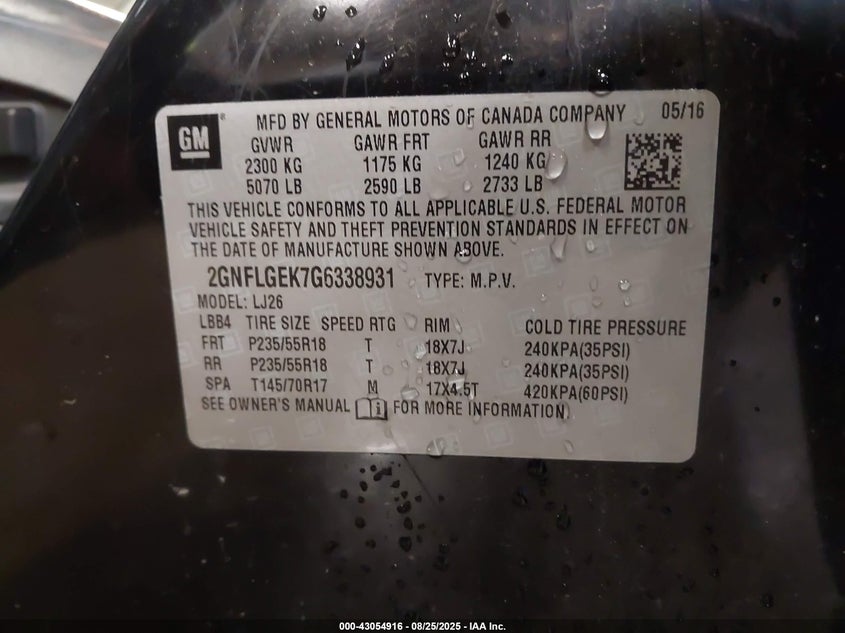 GM
MFD BY GENERAL MOTORS OF CANADA COMPANY 05/16
GVWR GAWR FRT GAWR RR
2300 KG 1175 KG 1240 KG
5070 LB 2590 LB 2733 LB
THIS VEHICLE CONFORMS TO ALL APPLICABLE U.S. FEDERAL MOTOR
VEHICLE SAFETY AND THEFT PREVENTION STANDARDS IN EFFECT ON
THE DATE OF MANUFACTURE SHOWN ABOVE.
2GNFLGEK7G6338931 TYPE: M.P.V.
MODEL: LJ26
LBB4 TIRE SIZE SPEED RTG RIM COLD TIRE PRESSURE
FRT P235/55R18 T 18X7J 240KPA(35PSI)
RR P235/55R18 T 18X7J 240KPA(35PSI)
SPA T145/70R17 M 17X4.5T 420KPA(60PSI)
SEE OWNER'S MANUAL FOR MORE INFORMATION
000-43054916 - 08/25/2025 - IAA Inc.